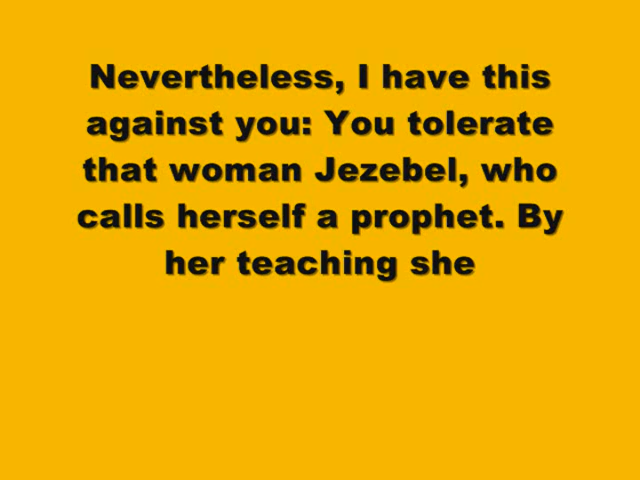 Nevertheless, I have this
against you: You tolerate
that woman Jezebel, who
calls herself a prophet. By
her teaching she